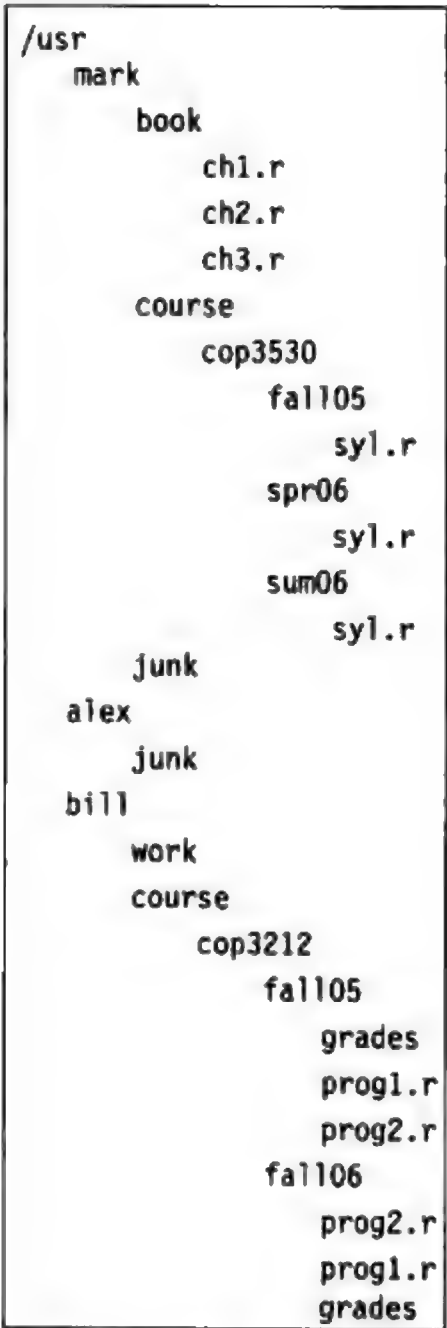 /usr
mark
book
ch1.r
ch2.r
ch3.r
course
cop3530
fall05
syl.r
spr06
syl.r
sum06
syl.r
junk
alex
junk
bill
work
course
cop3212
fall05
grades
prog1.r
prog2.r
fall06
prog2.r
prog1.r
grades